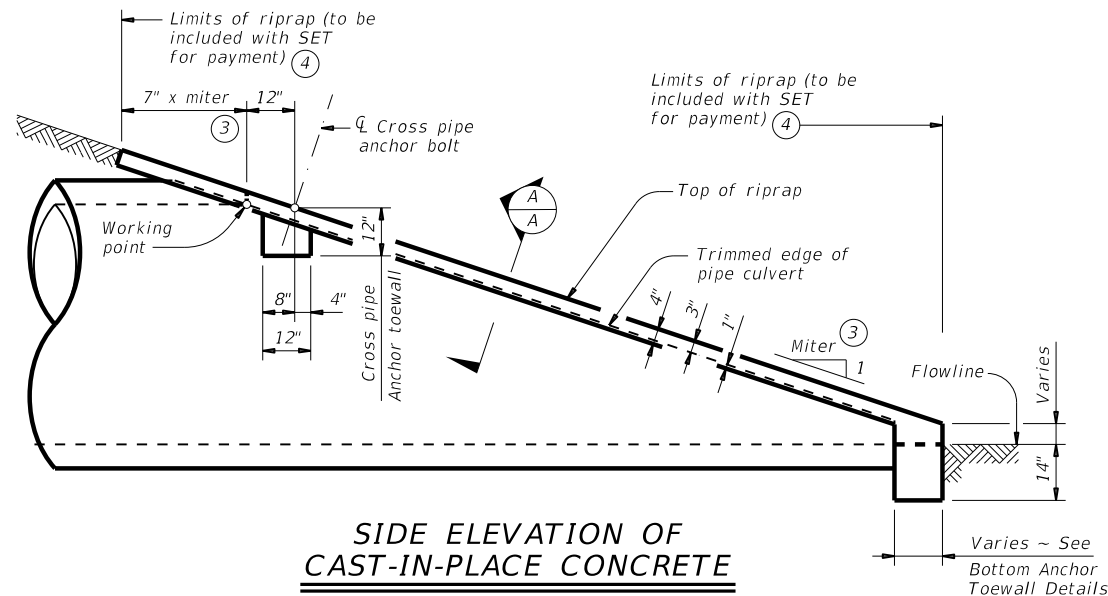 Limits of riprap (to be
included with SET
for payment) 4
7" x miter
12"
3
℄ Cross pipe
anchor bolt
Limits of riprap (to be
included with SET
for payment) 4
A
A
Top of riprap
Working
point
12"
Trimmed edge of
pipe culvert
8"
4"
12"
Cross pipe
Anchor toewall
4"
3"
1"
Miter 3
1
Flowline
Varies
14"
SIDE ELEVATION OF
CAST-IN-PLACE CONCRETE
Varies ~ See
Bottom Anchor
Toewall Details